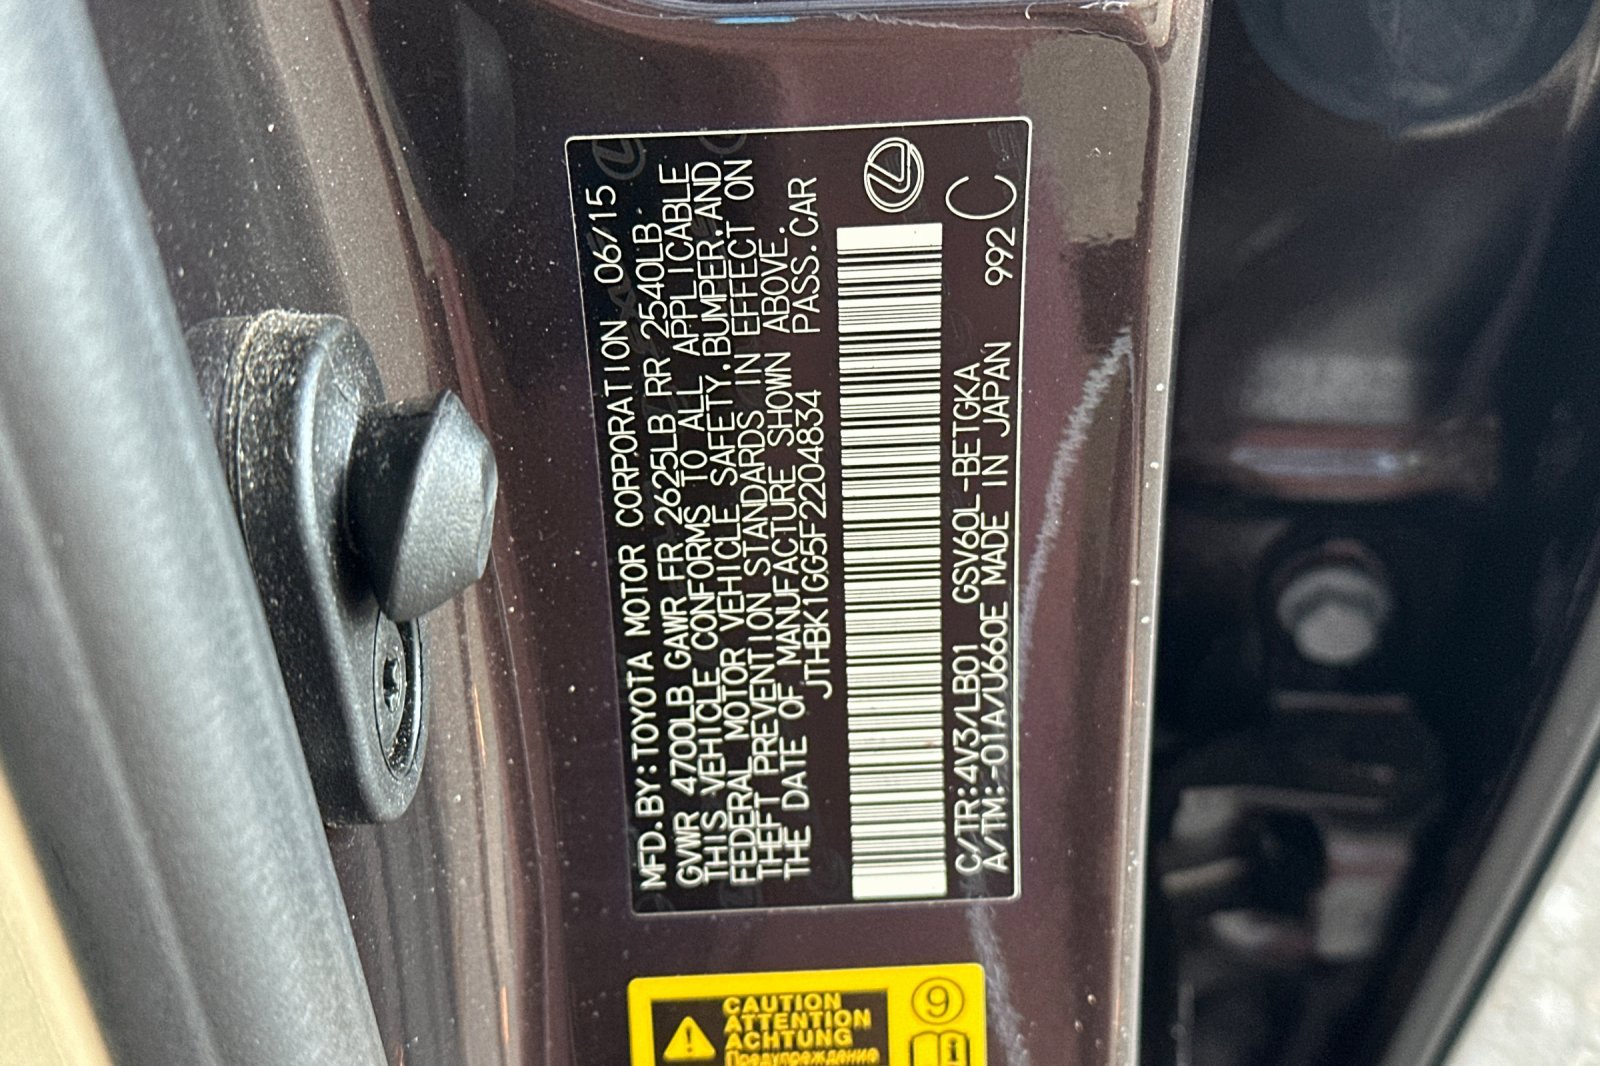 MFD.BY:TOYOTA MOTOR CORPORATION 06/15
GVWR 4700LB GAWR FR 2625LB RR 2540LB
THIS VEHICLE CONFORMS TO ALL APPLICABLE
FEDERAL MOTOR VEHICLE SAFETY,BUMPER,AND
THEFT PREVENTION STANDARDS IN EFFECT ON
THE DATE OF MANUFACTURE SHOWN ABOVE.
JTHBK1GG5F2204834 PASS.CAR
C/TR:4V3/LB01 GSV60L-BETGKA
A/TM:-01A/U660E MADE IN JAPAN 992 C
CAUTION
ATTENTION
ACHTUNG
Предупреждение
9
i